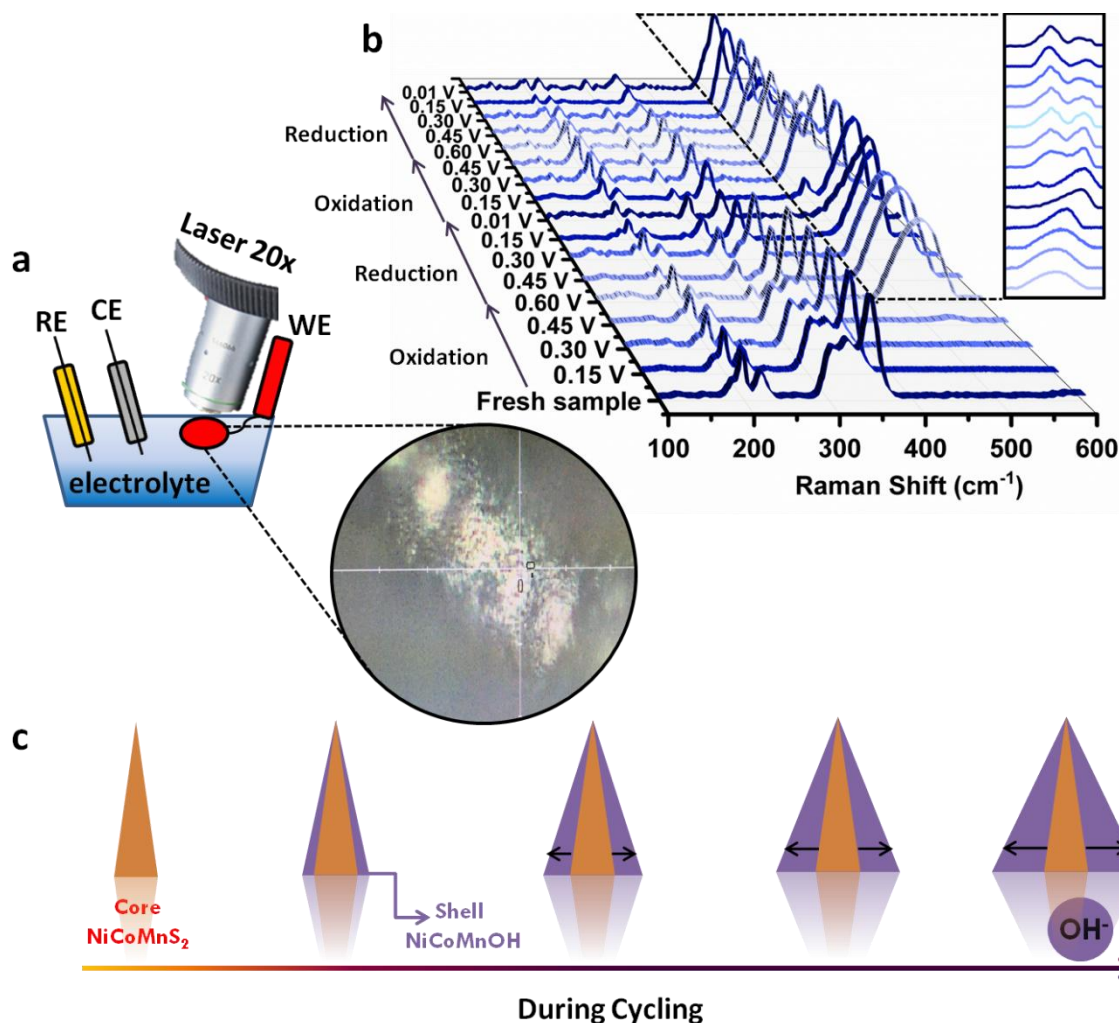 a
Laser 20x
RE
CE
WE
20x
electrolyte
b
0.01 V
0.15 V
0.30 V
0.45 V
0.60 V
0.45 V
0.30 V
0.15 V
0.01 V
0.15 V
0.30 V
0.45 V
0.60 V
0.45 V
0.30 V
0.15 V
Fresh sample
Reduction
Oxidation
Reduction
Oxidation
100 200 300 400 500 600
Raman Shift (cm⁻¹)
c
Core
NiCoMnS₂
Shell
NiCoMnOH
OH⁻
During Cycling